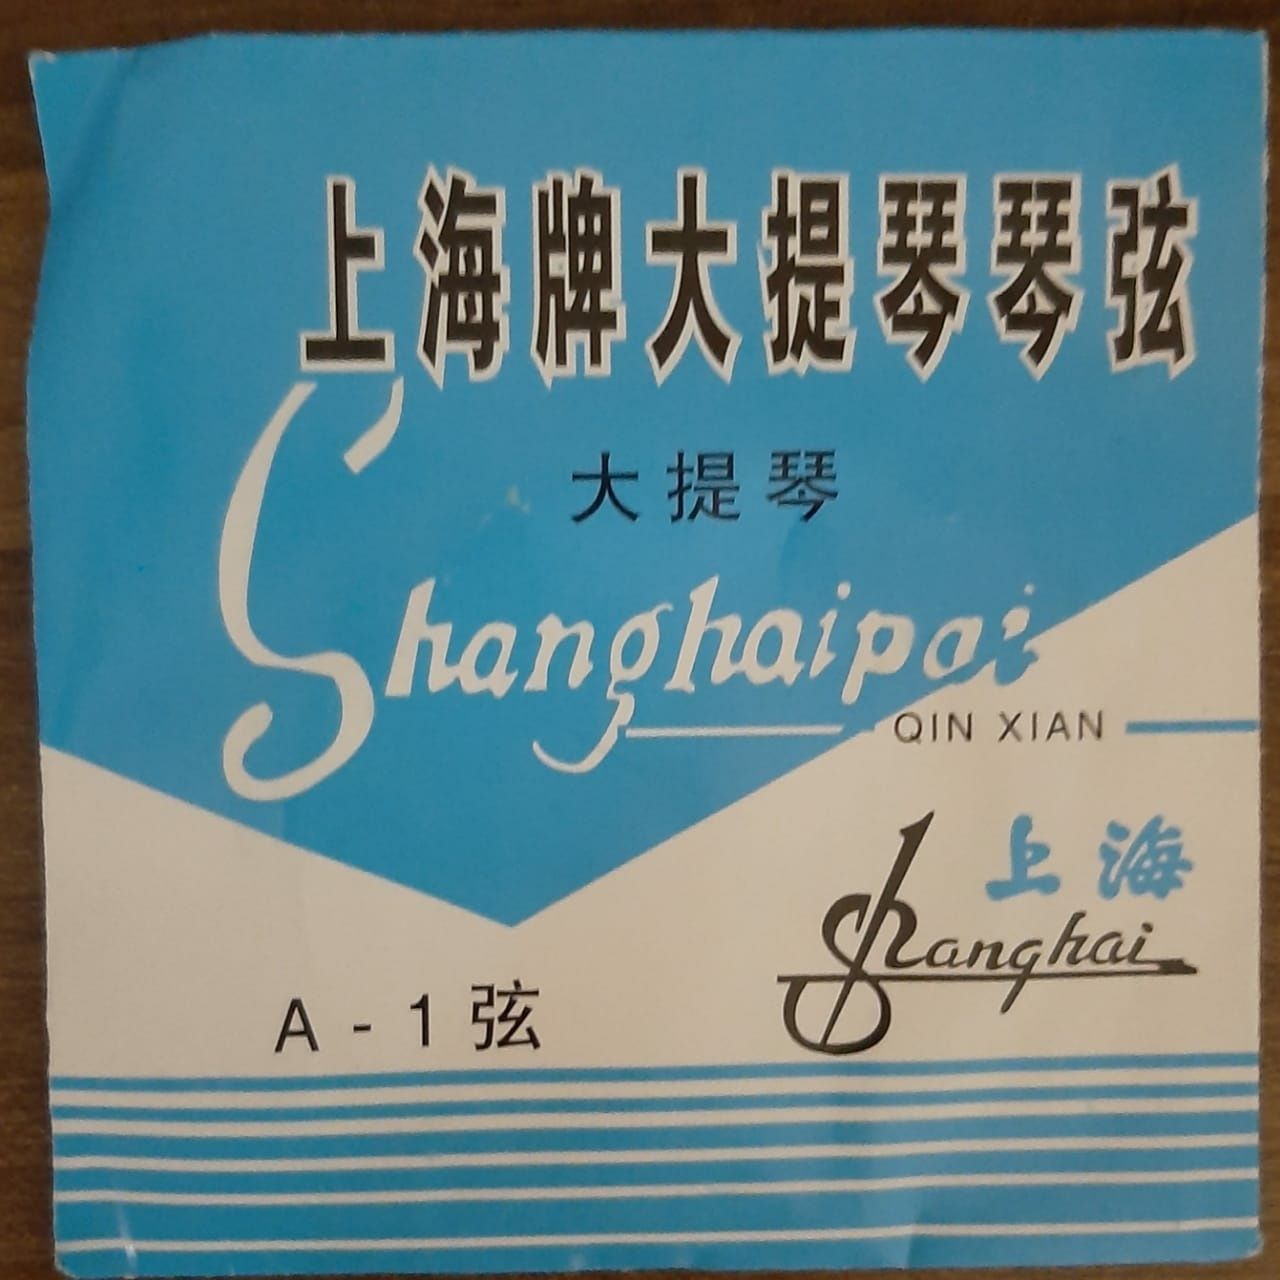 上海牌大提琴琴弦
大提琴
Shanghaipai
QIN XIAN
上海
Shanghai
A - 1 弦